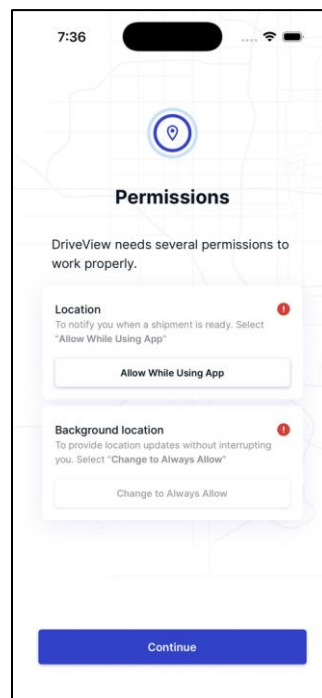 7:36
Permissions
DriveView needs several permissions to
work properly.
Location
To notify you when a shipment is ready. Select
"Allow While Using App"
Allow While Using App
Background location
To provide location updates without interrupting
you. Select "Change to Always Allow"
Change to Always Allow
Continue